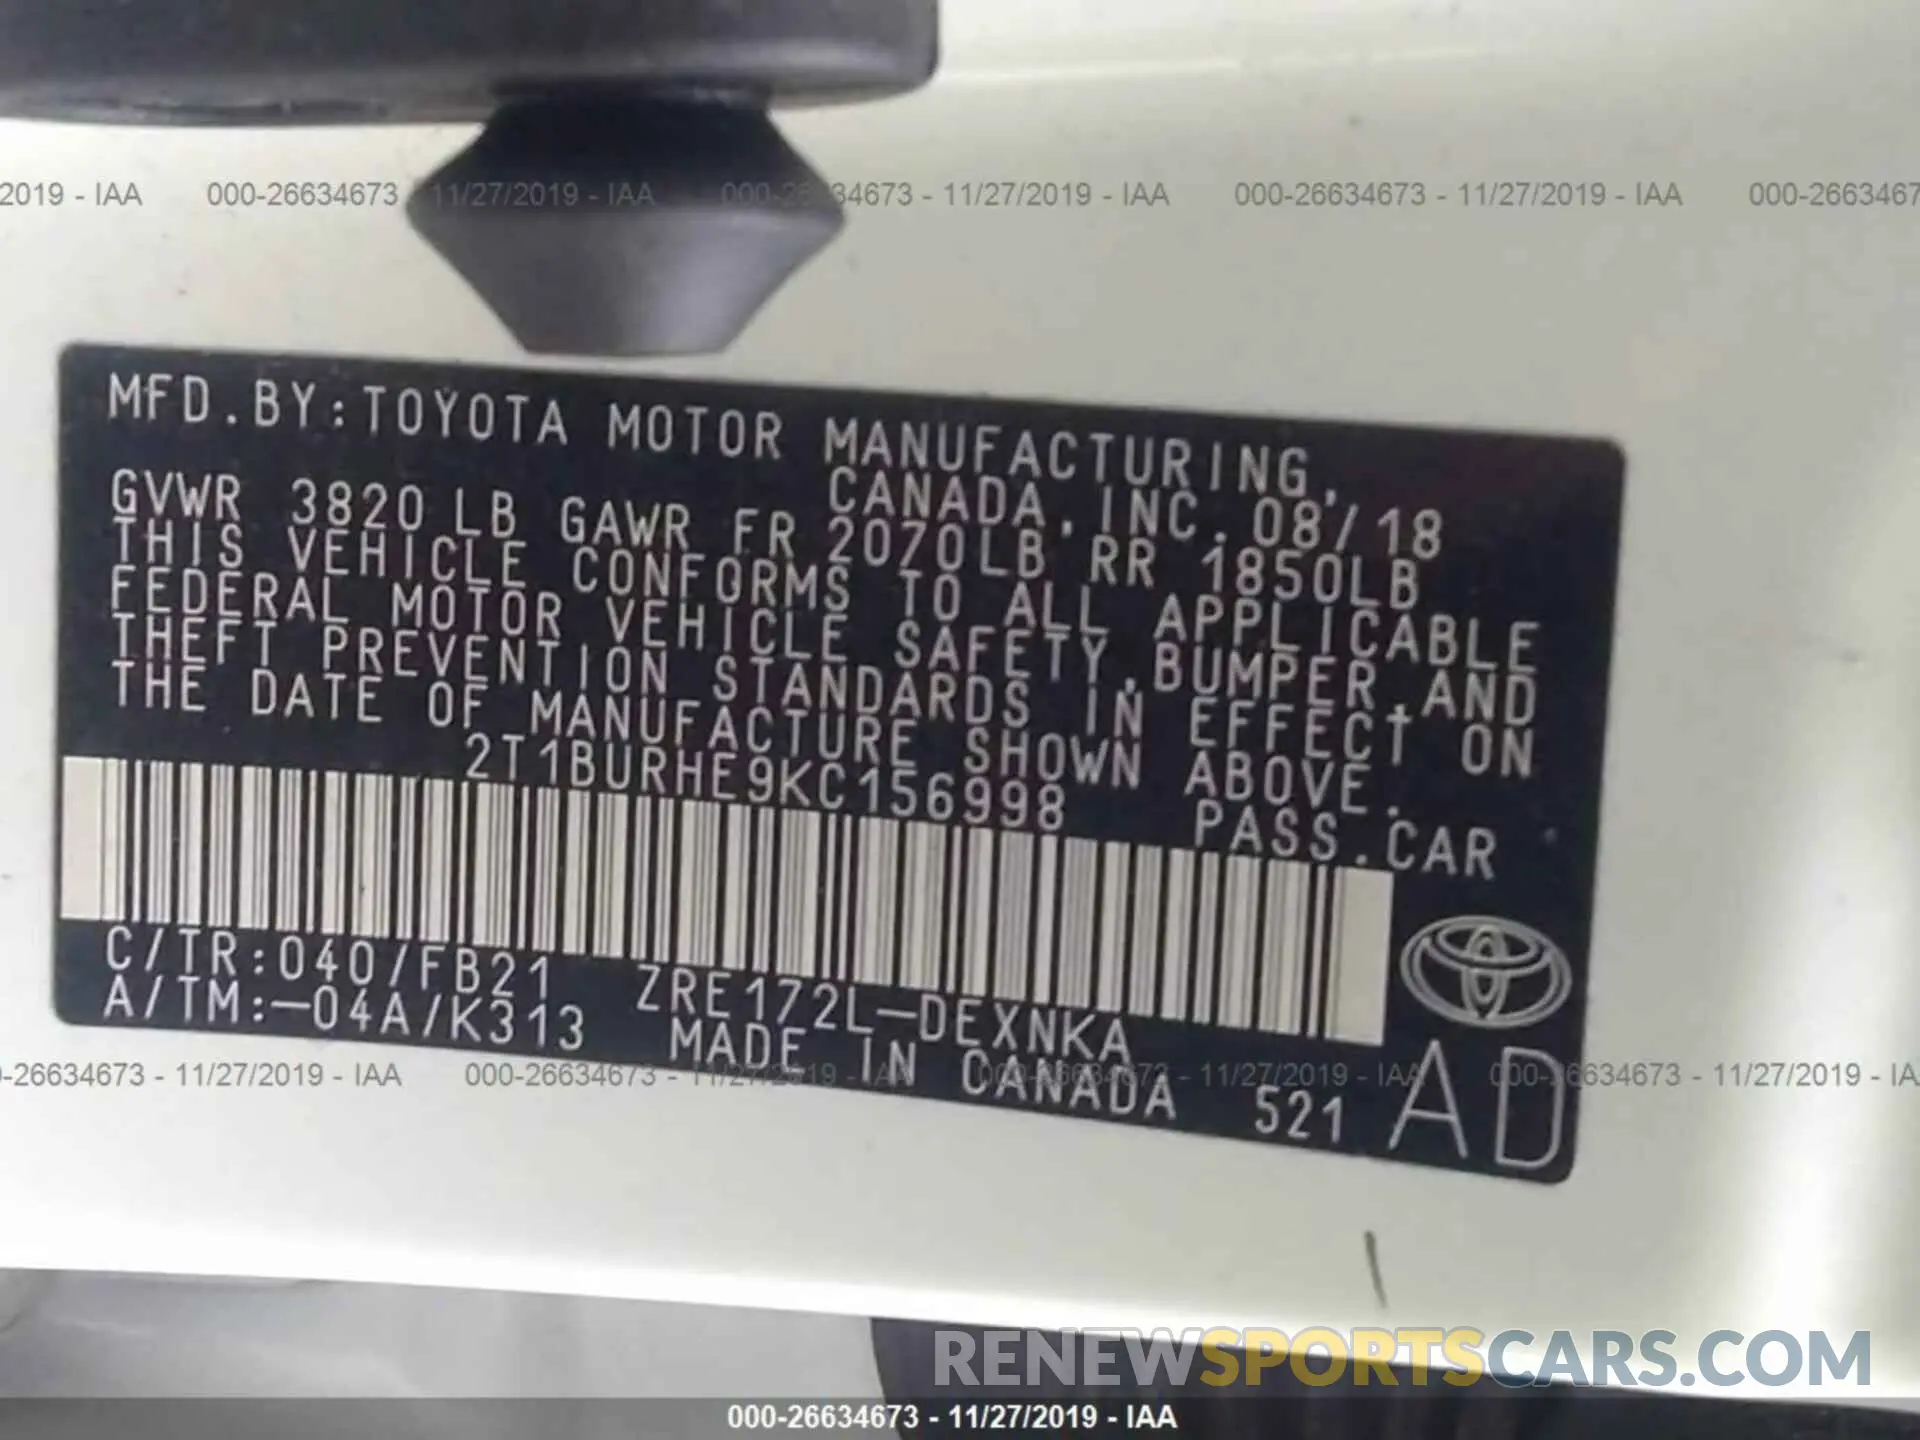 2019 - IAA 000-26634673 - 11/27/2019 - IAA 000-26634673 - 11/27/2019 - IAA 000-26634673 - 11/27/2019 - IAA 000-2663467
MFD.BY:TOYOTA MOTOR MANUFACTURING,
CANADA, INC. 08/18
GVWR 3820LB GAWR FR 2070LB RR 1850LB
THIS VEHICLE CONFORMS TO ALL APPLICABLE
FEDERAL MOTOR VEHICLE SAFETY,BUMPER,AND
THEFT PREVENTION STANDARDS IN EFFECT ON
THE DATE OF MANUFACTURE SHOWN ABOVE.
2T1BURHE9KC156998 PASS.CAR
C/TR:040/FB21 ZRE172L-DEXNKA
A/TM:-04A/K313 MADE IN CANADA 521 AD
-26634673 - 11/27/2019 - IAA 000-26634673 - 11/27/2019 - IAA 000-26634673 - 11/27/2019 - IAA 000-26634673 - 11/27/2019 - IA
RENEWSPORTSCARS.COM
000-26634673 - 11/27/2019 - IAA